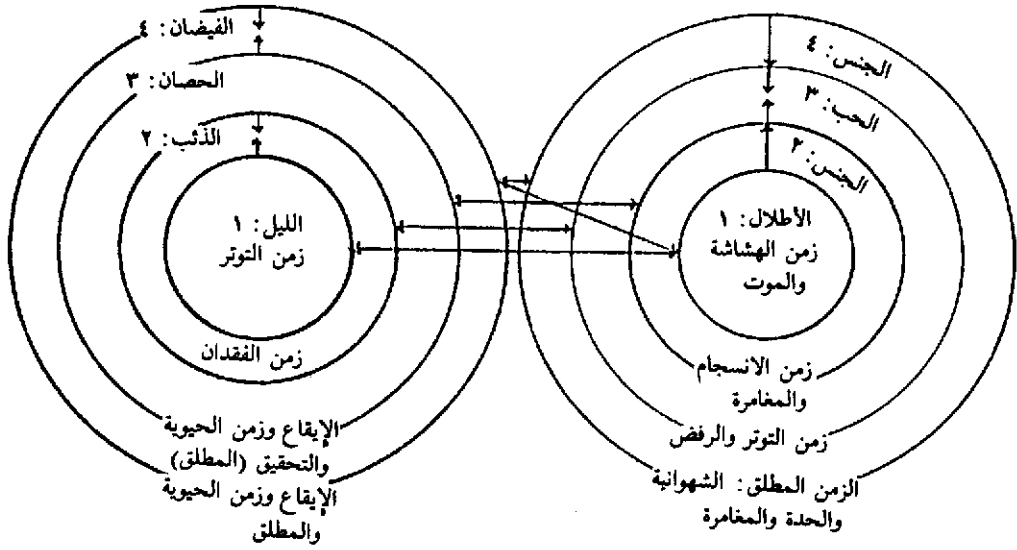 الجنس: ٤
الحب: ٣
الجنس: ٢
الأطلال: ١
زمن الهشاشة
والموت
زمن الانسجام
والمغامرة
زمن التوتر والرفض
الزمن المطلق: الشهوانية
والحدة والمغامرة
الفيضان: ٤
الحصان: ٣
الذئب: ٢
الليل: ١
زمن التوتر
زمن الفقدان
الإيقاع وزمن الحيوية
والتحقيق (المطلق)
الإيقاع وزمن الحيوية
والمطلق